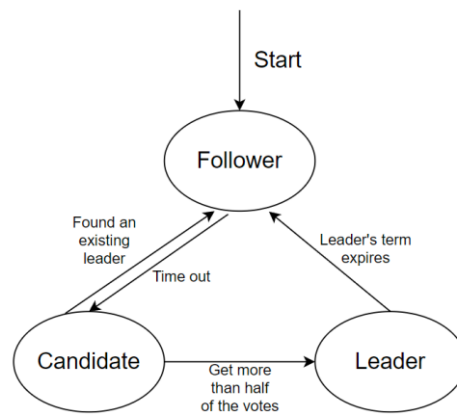 Start
Follower
Found an
existing
leader
Time out
Leader's term
expires
Candidate
Get more
than half
of the votes
Leader